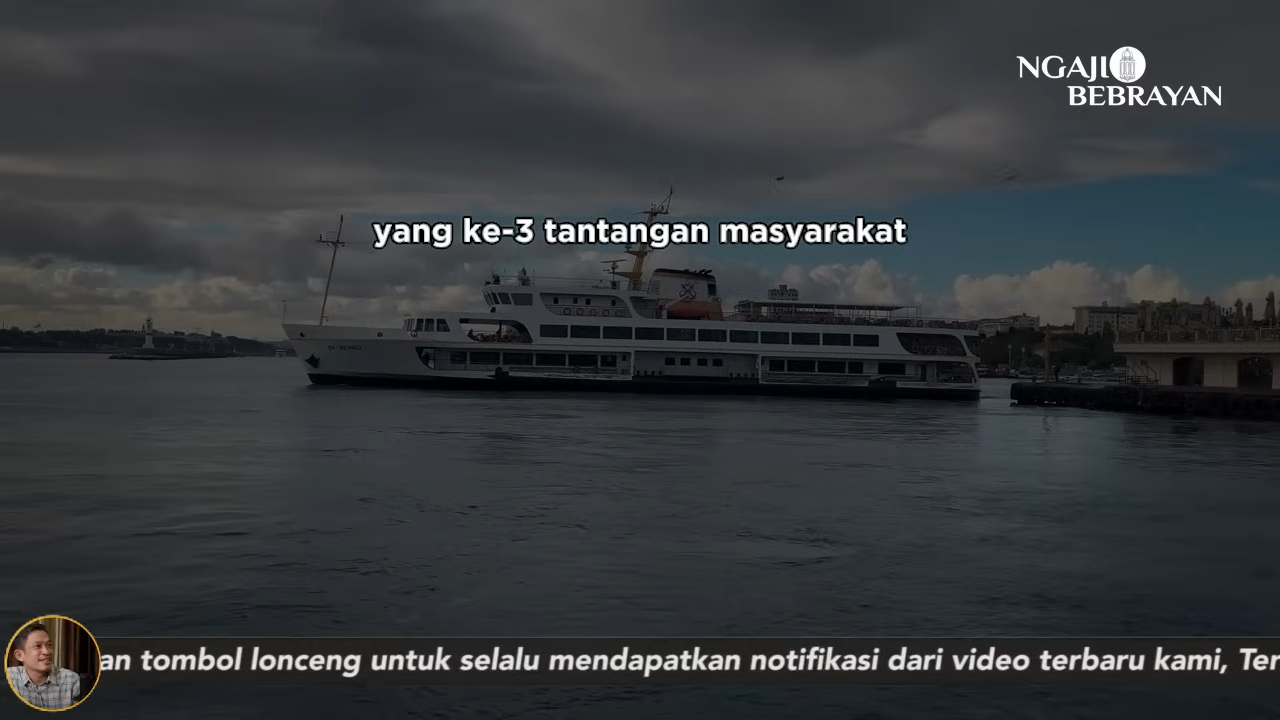 NGAJI
BEBRAYAN
yang ke-3 tantangan masyarakat
an tombol lonceng untuk selalu mendapatkan notifikasi dari video terbaru kami, Ter